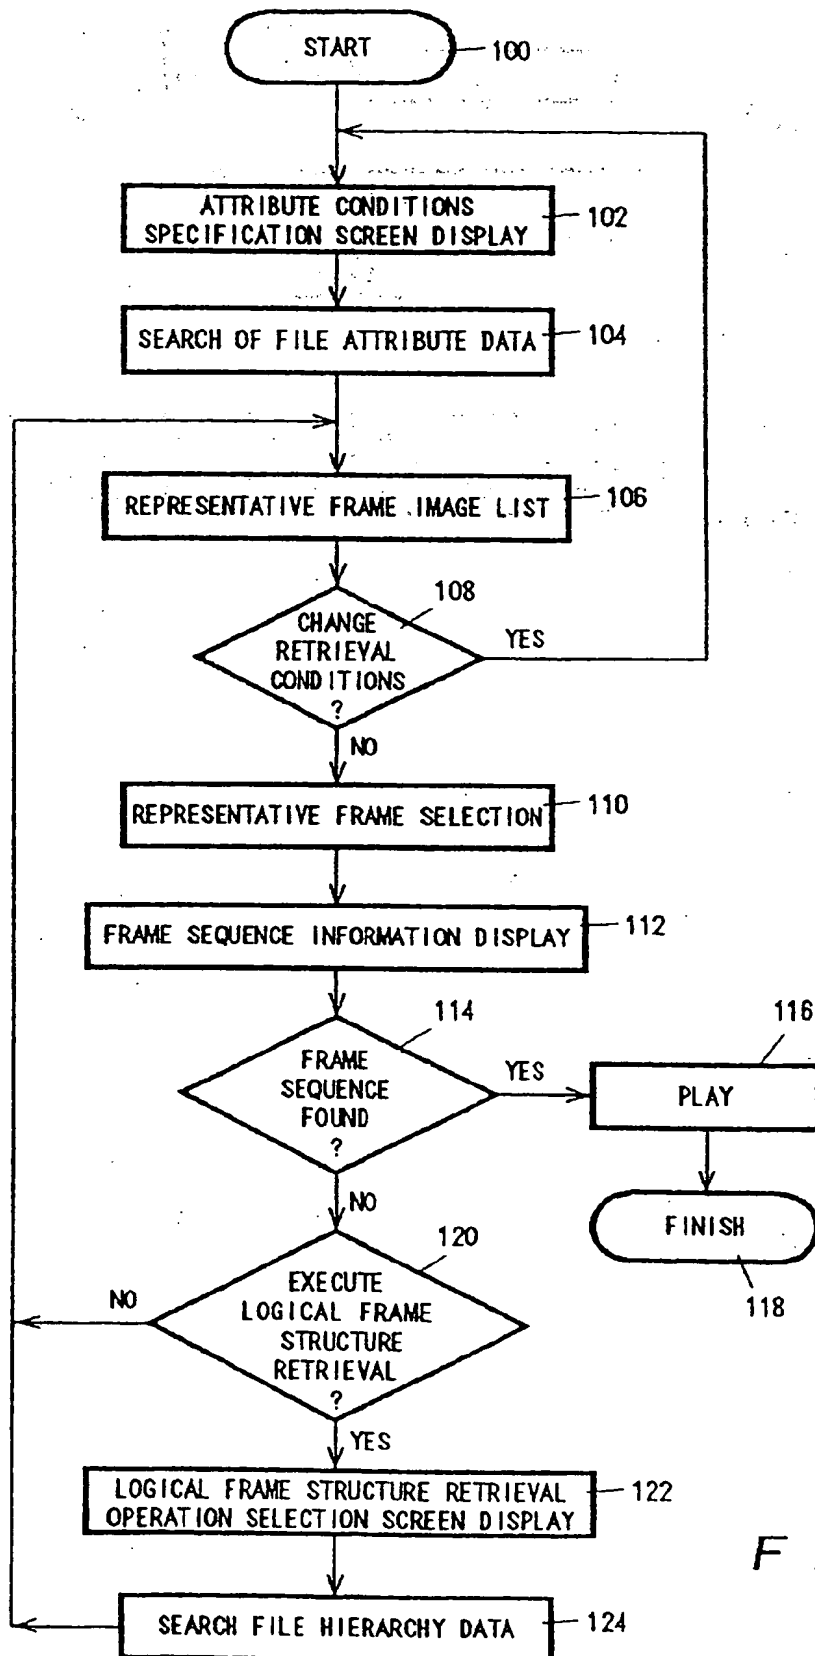 START
100
ATTRIBUTE CONDITIONS
SPECIFICATION SCREEN DISPLAY
102
SEARCH OF FILE ATTRIBUTE DATA
104
REPRESENTATIVE FRAME IMAGE LIST
106
108
CHANGE
RETRIEVAL
CONDITIONS
?
YES
NO
REPRESENTATIVE FRAME SELECTION
110
FRAME SEQUENCE INFORMATION DISPLAY
112
114
FRAME
SEQUENCE
FOUND
?
YES
116
PLAY
NO
FINISH
118
120
EXECUTE
LOGICAL FRAME
STRUCTURE
RETRIEVAL
?
NO
YES
LOGICAL FRAME STRUCTURE RETRIEVAL
OPERATION SELECTION SCREEN DISPLAY
122
F
SEARCH FILE HIERARCHY DATA
124